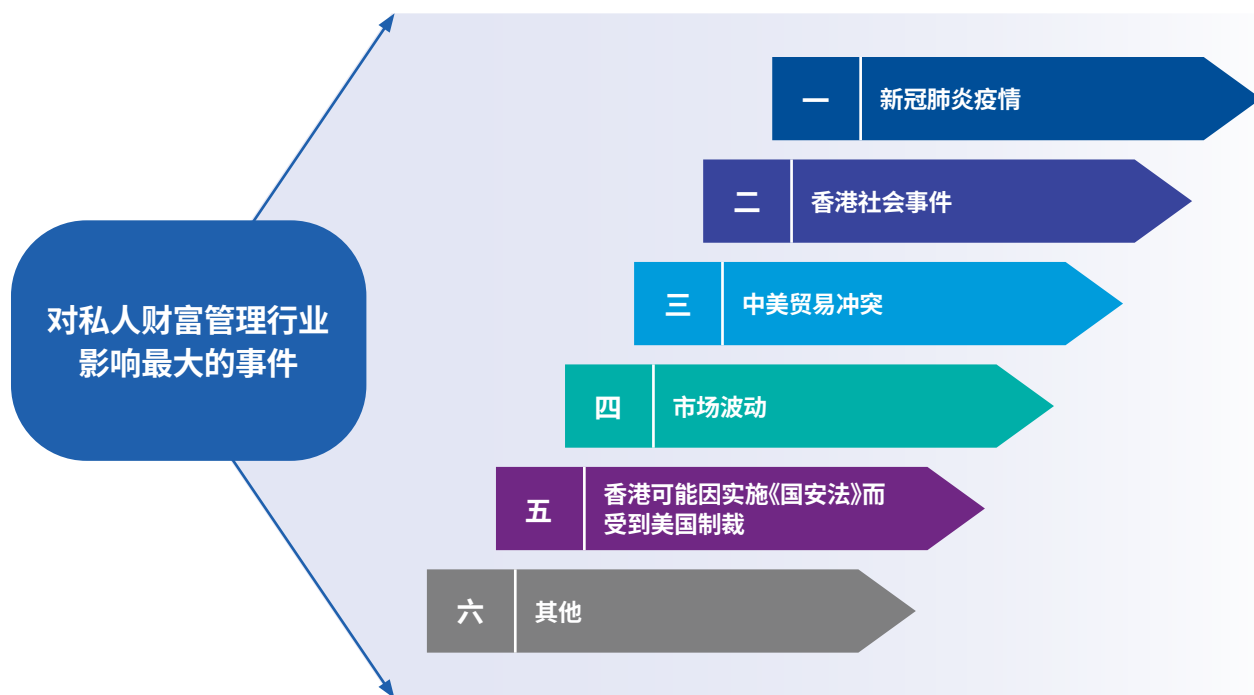 对私人财富管理行业
影响最大的事件
一 新冠肺炎疫情
二 香港社会事件
三 中美贸易冲突
四 市场波动
五 香港可能因实施《国安法》而
受到美国制裁
六 其他